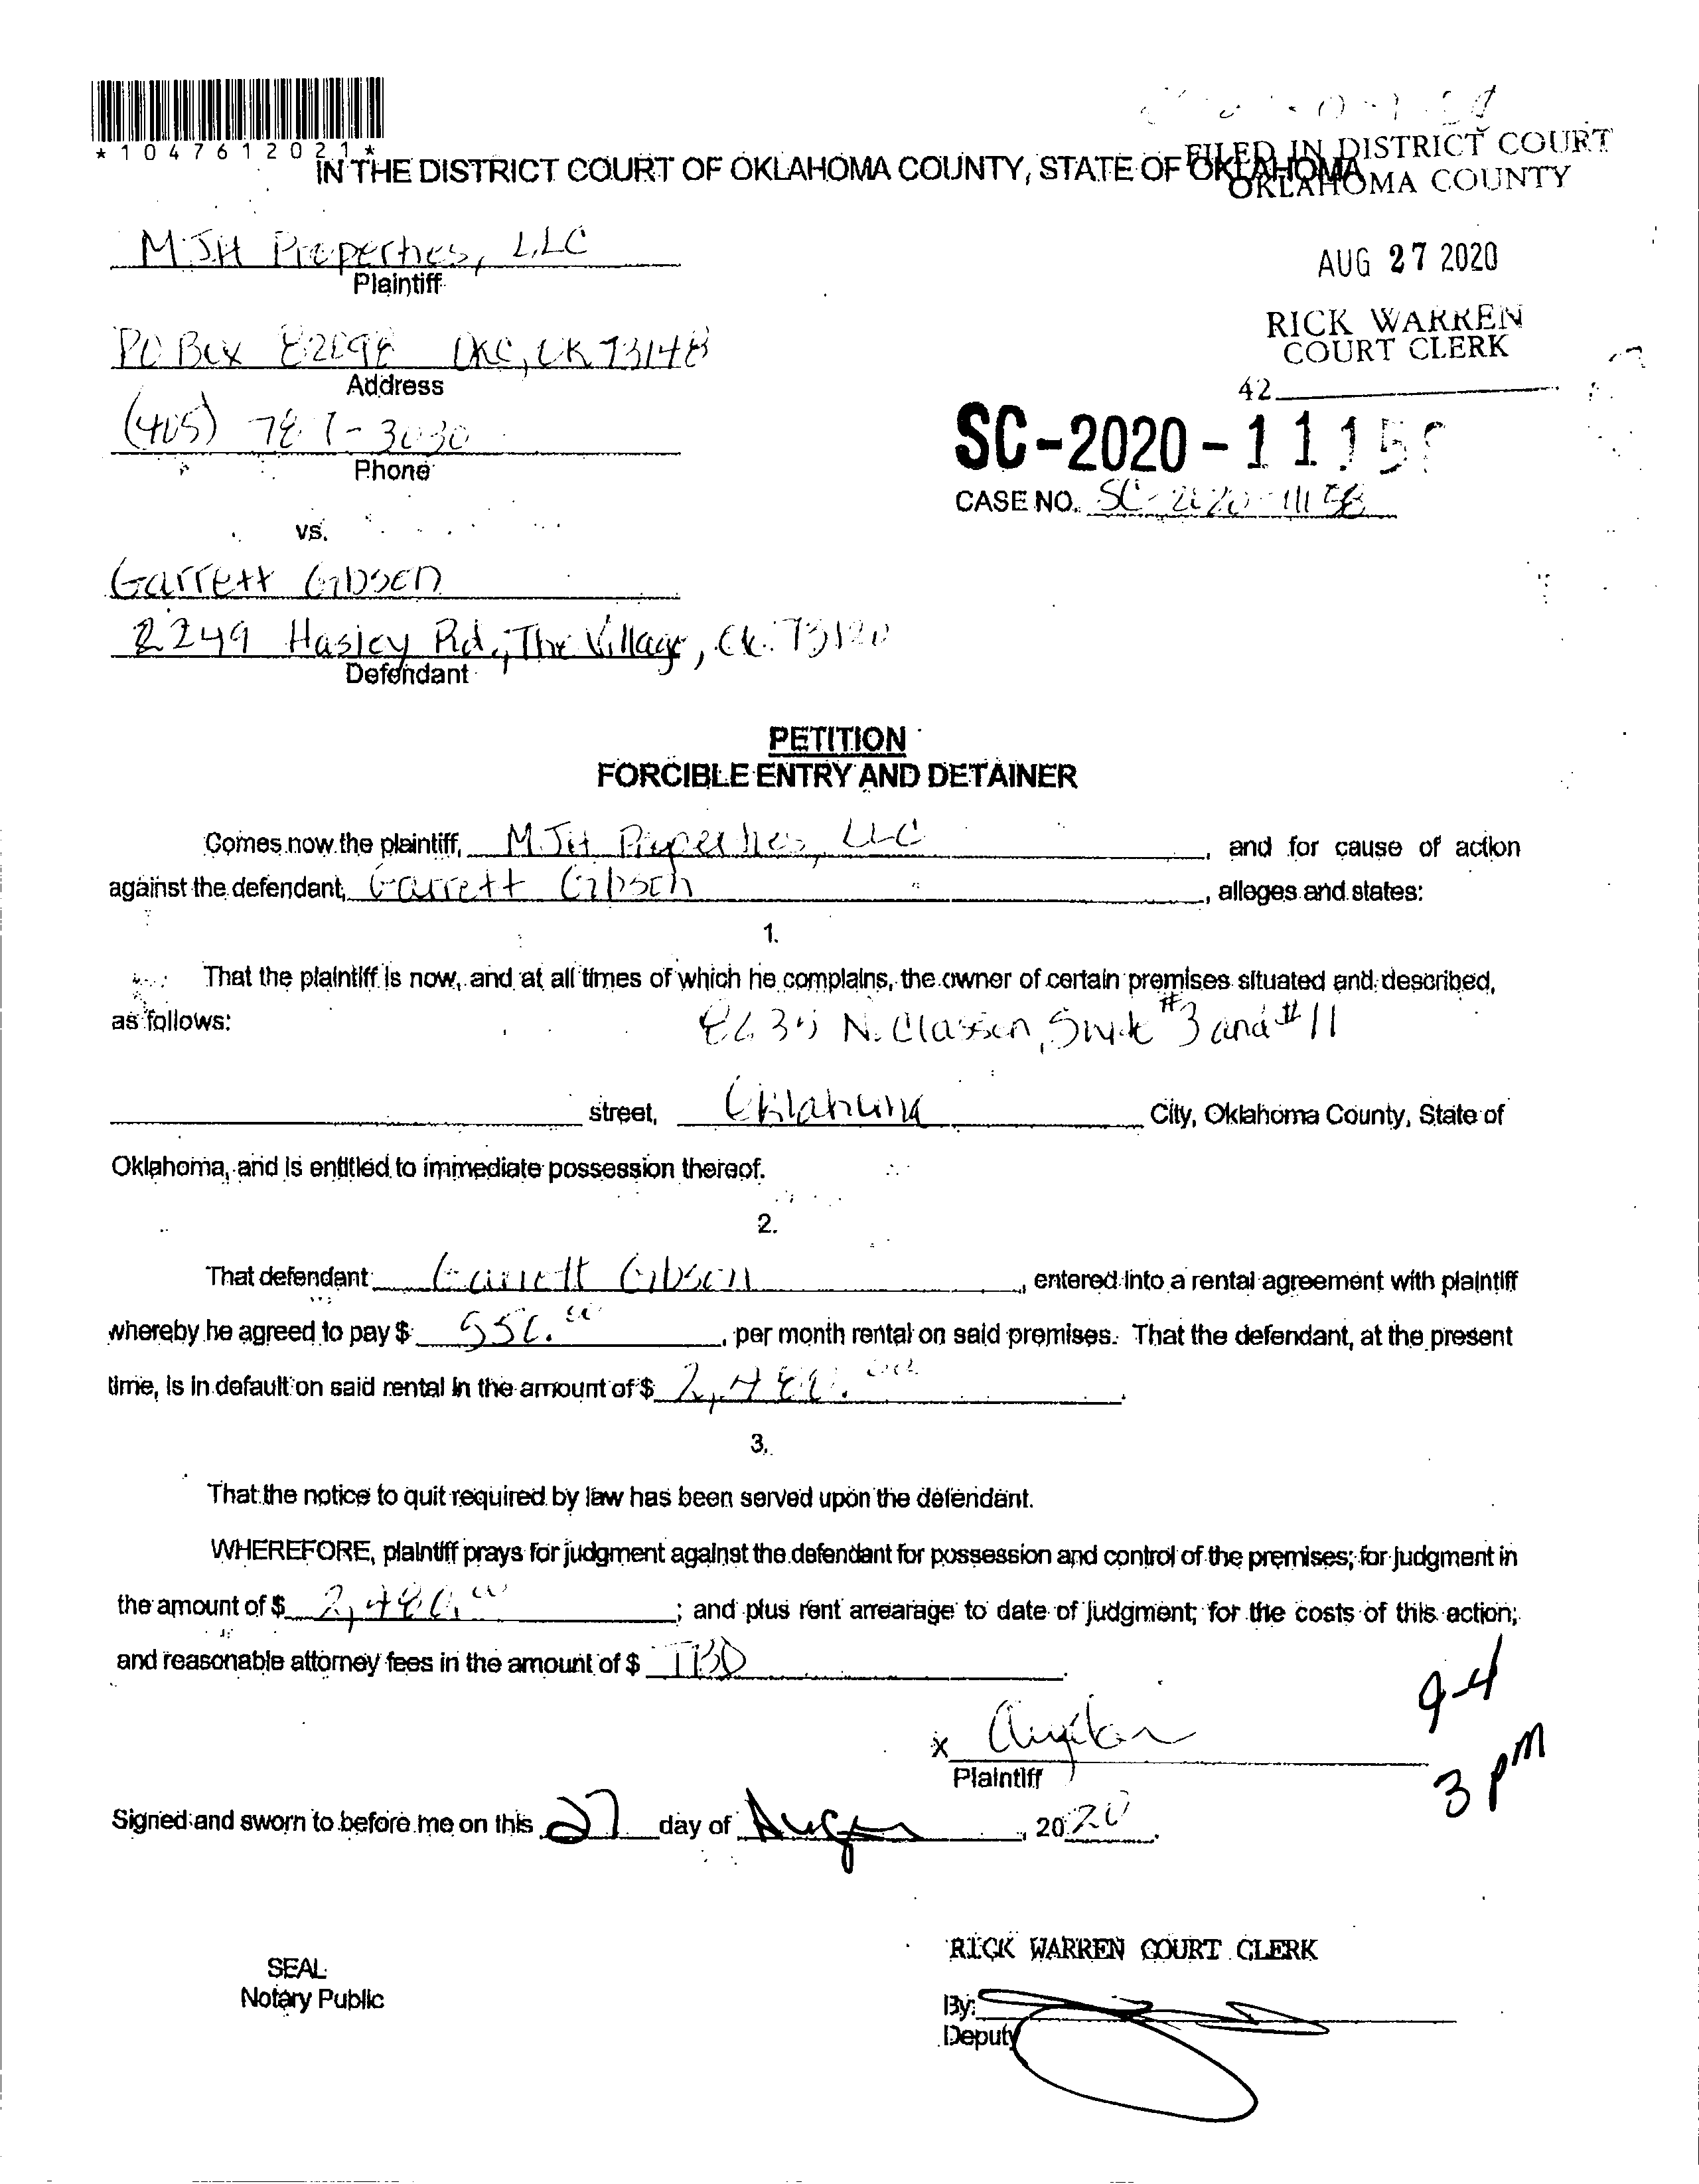 *1047612021*
IN THE DISTRICT COURT OF OKLAHOMA COUNTY, STATE OF OKLAHOMA
FILED IN DISTRICT COURT
OKLAHOMA COUNTY
MJH Properties, LLC
Plaintiff
AUG 27 2020
RICK WARREN
COURT CLERK
42
PO Box 82098 OKC, OK 73148
Address
(405) 787-3030
Phone
SC-2020-11158
CASE NO. SC-2020-11158
vs.
Garrett Gibson
2249 Hasley Rd., The Village, Ok. 73120
Defendant
PETITION
FORCIBLE ENTRY AND DETAINER
Comes now the plaintiff, MJH Properties, LLC, and for cause of action
against the defendant, Garrett Gibson, alleges and states:
1.
That the plaintiff is now, and at all times of which he complains, the owner of certain premises situated and described,
as follows: N. Classen, Suite #3 and #11
street, Oklahoma City, Oklahoma County, State of
Oklahoma, and is entitled to immediate possession thereof.
2.
That defendant Garrett Gibson, entered into a rental agreement with plaintiff
whereby he agreed to pay $ 550.00, per month rental on said premises. That the defendant, at the present
time, is in default on said rental in the amount of $ 2,480.00.
3.
That the notice to quit required by law has been served upon the defendant.
WHEREFORE, plaintiff prays for judgment against the defendant for possession and control of the premises; for judgment in
the amount of $ 2,480.00; and plus rent arrearage to date of judgment; for the costs of this action;
and reasonable attorney fees in the amount of $ TBD.
9-4
3 pm
x
Plaintiff
Signed and sworn to before me on this 27 day of August, 2020.
SEAL
Notary Public
RICK WARREN COURT CLERK
By:
Deputy